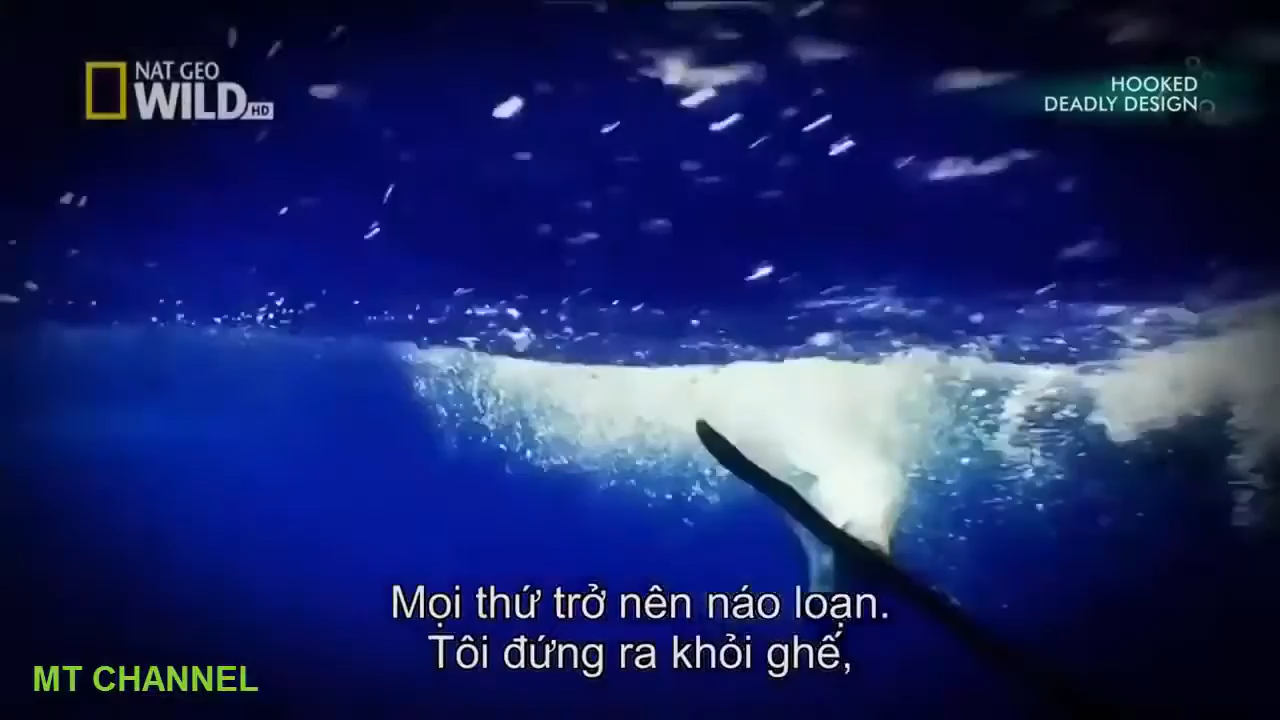 NAT GEO
WILD HD
HOOKED
DEADLY DESIGN
Mọi thứ trở nên náo loạn.
Tôi đứng ra khỏi ghế,
MT CHANNEL